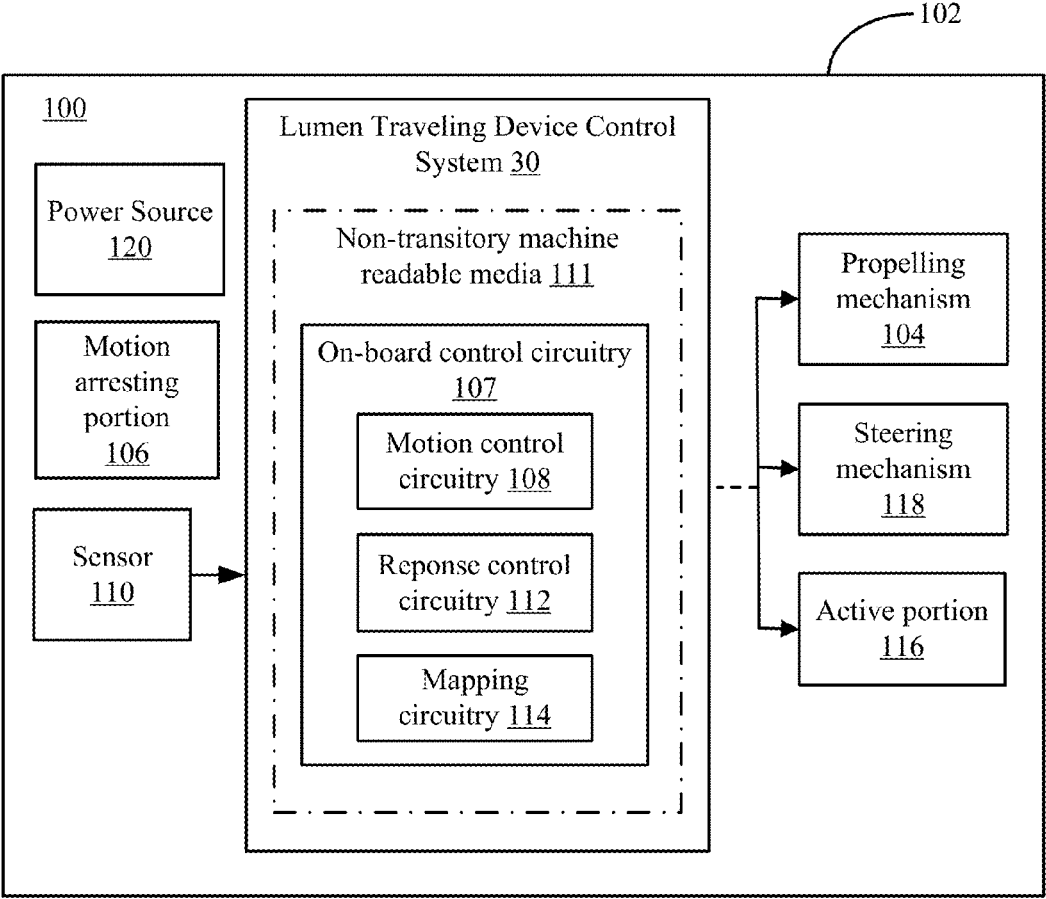 102
100
Power Source
120
Motion
arresting
portion
106
Sensor
110
Lumen Traveling Device Control
System 30
Non-transitory machine
readable media 111
On-board control circuitry
107
Motion control
circuitry 108
Reponse control
circuitry 112
Mapping
circuitry 114
Propelling
mechanism
104
Steering
mechanism
118
Active portion
116